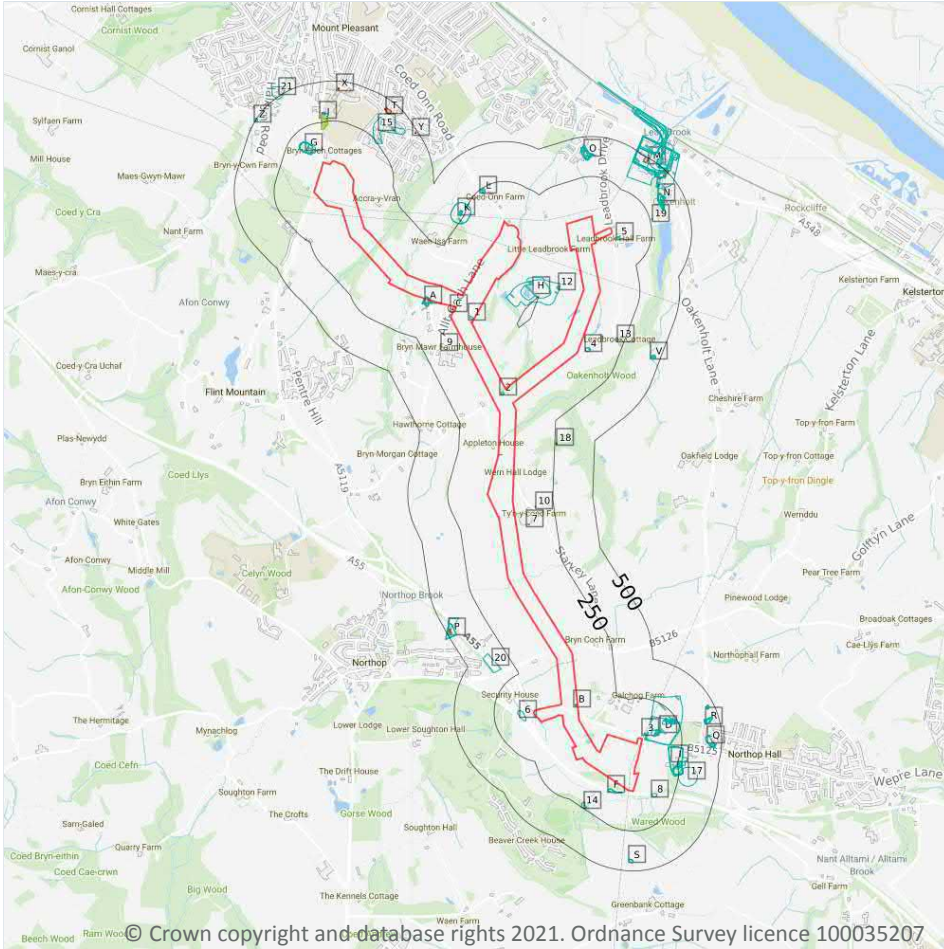 Cornist Hall Cottages
Mount Pleasant
Cornist Wood
Cornist Ganol
Coed Onn Road
21
X
T
Z
I
15
Y
Sylfaen Farm
Mill House
G
Bryn-y-Cwn Farm
Maes-Gwyn-Mawr
O
Leadbrook Drive
Accra-y-Vran
L
Coed Onn Farm
N
K
19
Rockcliffe
A548
Coed y Cra
Nant Farm
Waen Isa Farm
Little Leadbrook Farm
Leadbrook Hall Farm
5
Maes-y-cra
Kelsterton Farm
Kelsterton
H
12
A
C
1
Afon Conwy
Oakenholt Lane
Bryn Mawr Farmhouse
9
4
13
V
Leadbrook Cottage
Kelsterton Lane
Coed-y-Cra Uchaf
Oakenholt Wood
Flint Mountain
Pentre Hill
2
Cheshire Farm
Hawthorne Cottage
Top-y-fron Farm
Plas-Newydd
Appleton House
18
Bryn-Morgan Cottage
Oakfield Lodge
Top-y-fron Cottage
Coed Llys
Wern Hall Lodge
Top-y-fron Dingle
Bryn Eithin Farm
A5119
Afon Conwy
10
White Gates
7
Wernddu
Golftyn Lane
Afon-Conwy
Middle Mill
A55
Starkey Lane
Celyn Wood
500
Pear Tree Farm
Afon-Conwy Wood
Northop Brook
250
Pinewood Lodge
Broadoak Cottages
P
A55
Bryn Coch Farm
B5126
Cae-Llys Farm
Northop
20
Northophall Farm
Security House
B
Galchog Farm
The Hermitage
6
R
Mynachlog
Lower Lodge
Lower Soughton Hall
3
D
Q
Northop Hall
B5125
J
17
Wepre Lane
Coed Cefn
The Drift House
Soughton Farm
8
14
The Crofts
Gorse Wood
Sarn-Galed
Soughton Hall
Wared Wood
Quarry Farm
Beaver Creek House
S
Coed Bryn-eithin
Coed Cae-crwn
Nant Alltami / Alltami
Brook
Big Wood
Gell Farm
The Kennels Cottage
Greenbank Cottage
Waen Farm
Beech Wood
© Crown copyright and database rights 2021. Ordnance Survey licence 100035207